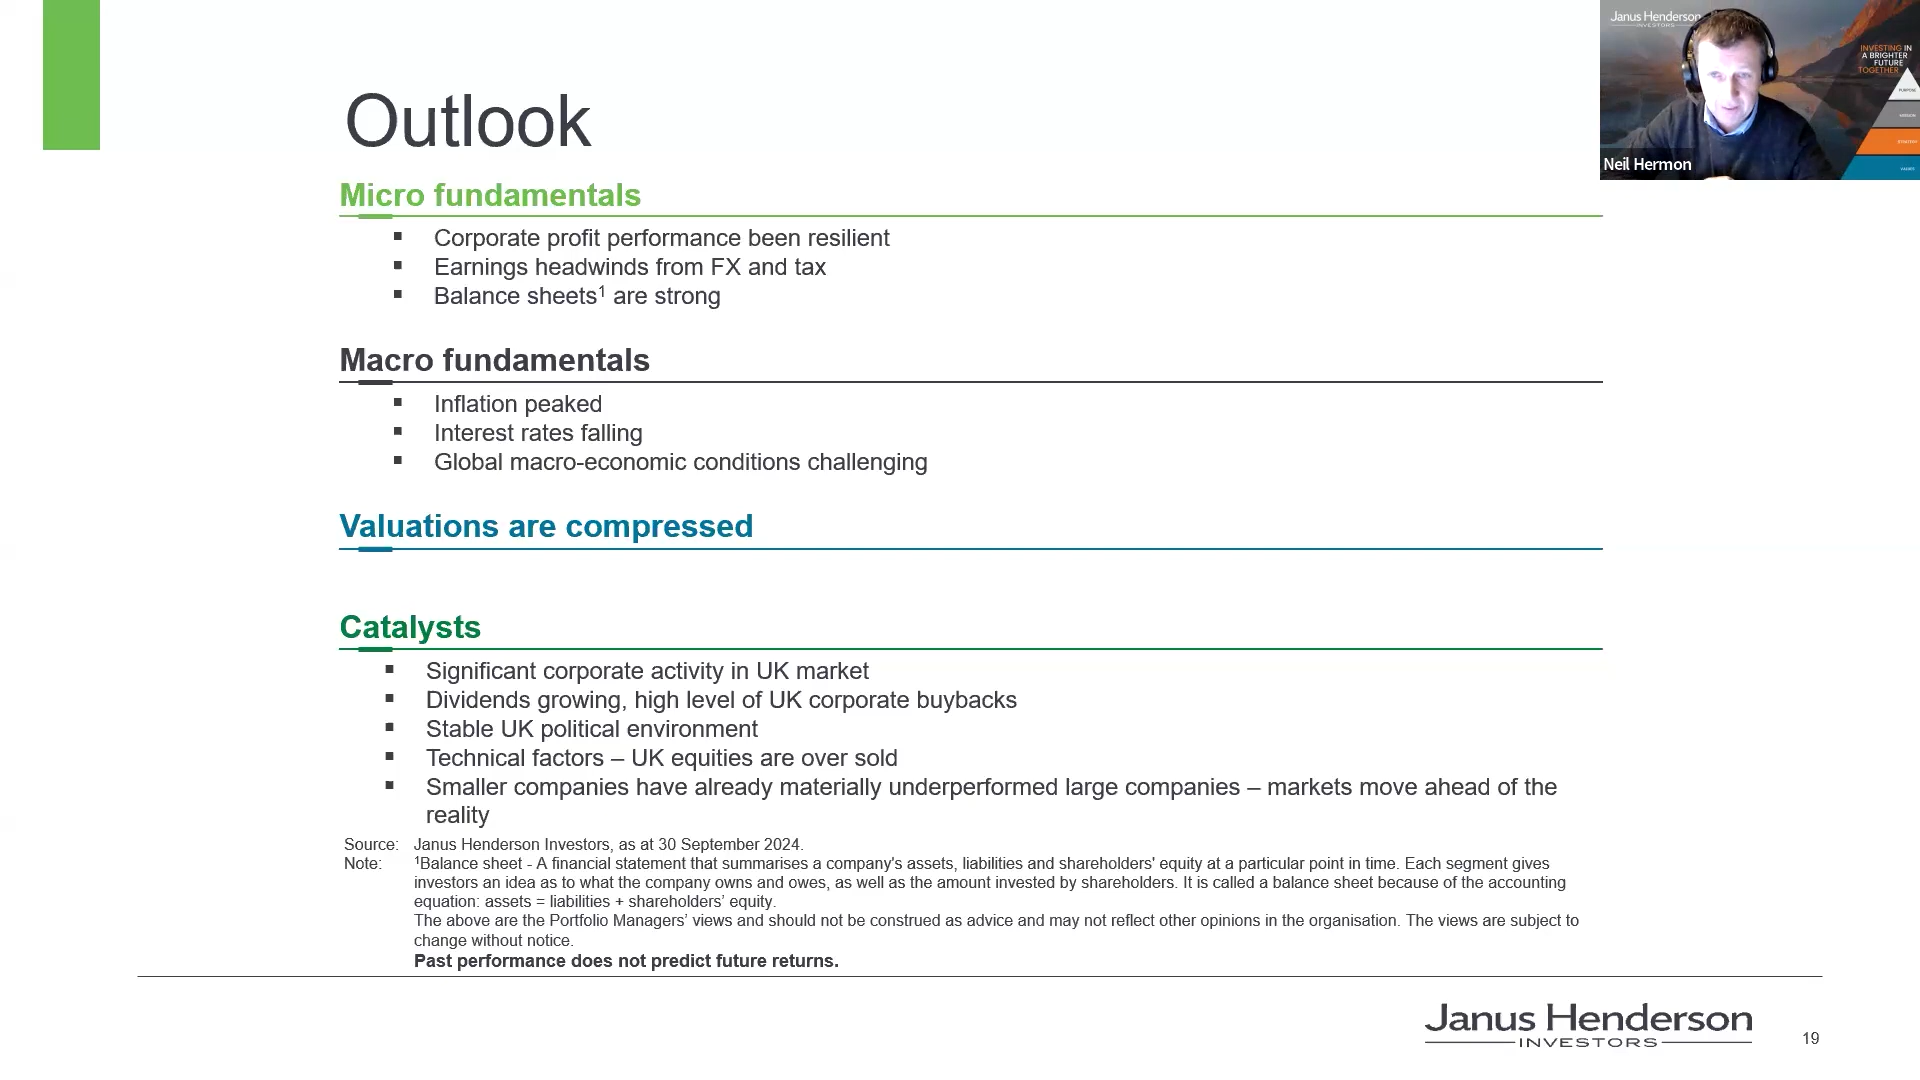 Outlook
Micro fundamentals
▪ Corporate profit performance been resilient
▪ Earnings headwinds from FX and tax
▪ Balance sheets¹ are strong
Macro fundamentals
▪ Inflation peaked
▪ Interest rates falling
▪ Global macro-economic conditions challenging
Valuations are compressed
Catalysts
▪ Significant corporate activity in UK market
▪ Dividends growing, high level of UK corporate buybacks
▪ Stable UK political environment
▪ Technical factors – UK equities are over sold
▪ Smaller companies have already materially underperformed large companies – markets move ahead of the
reality
Source: Janus Henderson Investors, as at 30 September 2024.
Note: ¹Balance sheet - A financial statement that summarises a company's assets, liabilities and shareholders' equity at a particular point in time. Each segment gives
investors an idea as to what the company owns and owes, as well as the amount invested by shareholders. It is called a balance sheet because of the accounting
equation: assets = liabilities + shareholders’ equity.
The above are the Portfolio Managers’ views and should not be construed as advice and may not reflect other opinions in the organisation. The views are subject to
change without notice.
Past performance does not predict future returns.
Janus Henderson
INVESTORS
19
Janus Henderson
INVESTORS
INVESTING IN
A BRIGHTER
FUTURE
TOGETHER
PURPOSE
MISSION
STRATEGY
VALUES
Neil Hermon